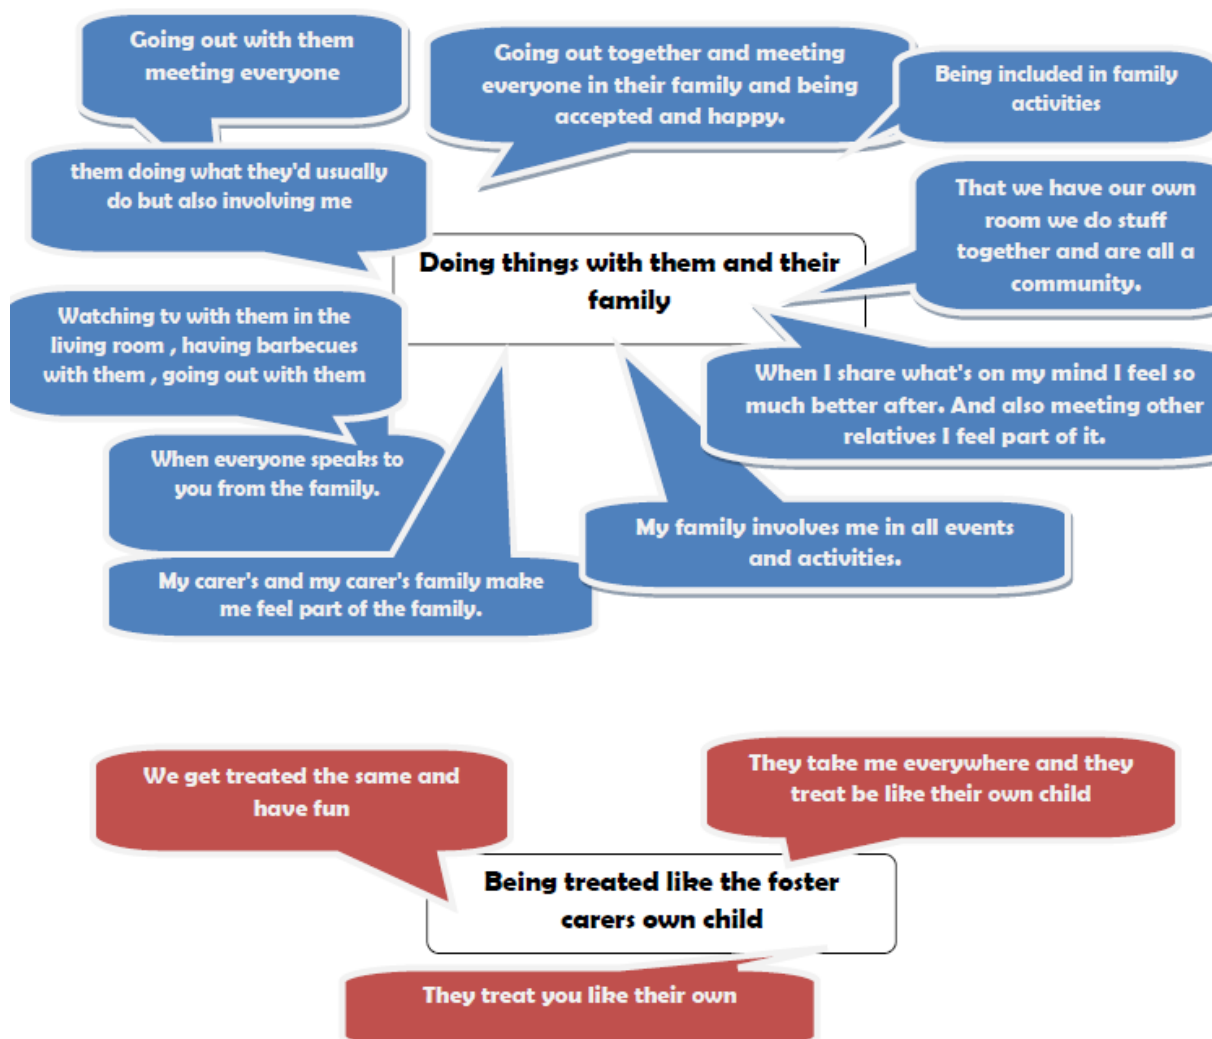 Going out with them
meeting everyone
Going out together and meeting
everyone in their family and being
accepted and happy.
Being included in family
activities
them doing what they'd usually
do but also involving me
That we have our own
room we do stuff
together and are all a
community.
Doing things with them and their
family
Watching tv with them in the
living room , having barbecues
with them , going out with them
When I share what's on my mind I feel so
much better after. And also meeting other
relatives I feel part of it.
When everyone speaks to
you from the family.
My family involves me in all events
and activities.
My carer's and my carer's family make
me feel part of the family.
We get treated the same and
have fun
They take me everywhere and they
treat be like their own child
Being treated like the foster
carers own child
They treat you like their own